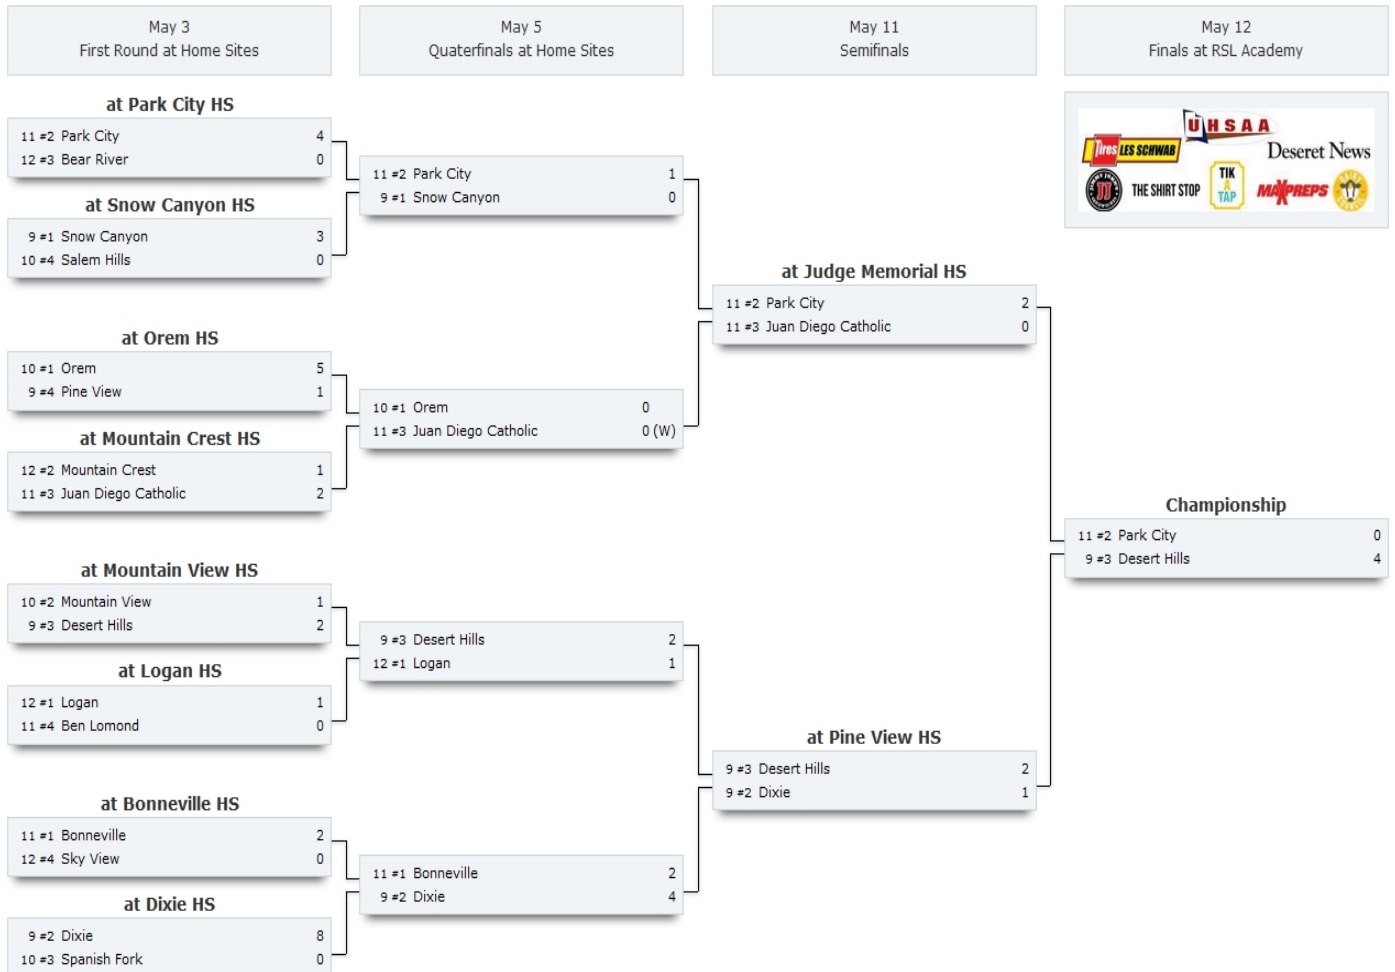 May 3
First Round at Home Sites
May 5
Quaterfinals at Home Sites
May 11
Semifinals
May 12
Finals at RSL Academy
UHSAA
Tires LES SCHWAB
Deseret News
JJ
THE SHIRT STOP
TIK A TAP
MAXPREPS
at Park City HS
11 #2 Park City 4
12 #3 Bear River 0
at Snow Canyon HS
9 #1 Snow Canyon 3
10 #4 Salem Hills 0
at Orem HS
10 #1 Orem 5
9 #4 Pine View 1
at Mountain Crest HS
12 #2 Mountain Crest 1
11 #3 Juan Diego Catholic 2
at Mountain View HS
10 #2 Mountain View 1
9 #3 Desert Hills 2
at Logan HS
12 #1 Logan 1
11 #4 Ben Lomond 0
at Bonneville HS
11 #1 Bonneville 2
12 #4 Sky View 0
at Dixie HS
9 #2 Dixie 8
10 #3 Spanish Fork 0
11 #2 Park City 1
9 #1 Snow Canyon 0
10 #1 Orem 0
11 #3 Juan Diego Catholic 0 (W)
9 #3 Desert Hills 2
12 #1 Logan 1
11 #1 Bonneville 2
9 #2 Dixie 4
at Judge Memorial HS
11 #2 Park City 2
11 #3 Juan Diego Catholic 0
at Pine View HS
9 #3 Desert Hills 2
9 #2 Dixie 1
Championship
11 #2 Park City 0
9 #3 Desert Hills 4